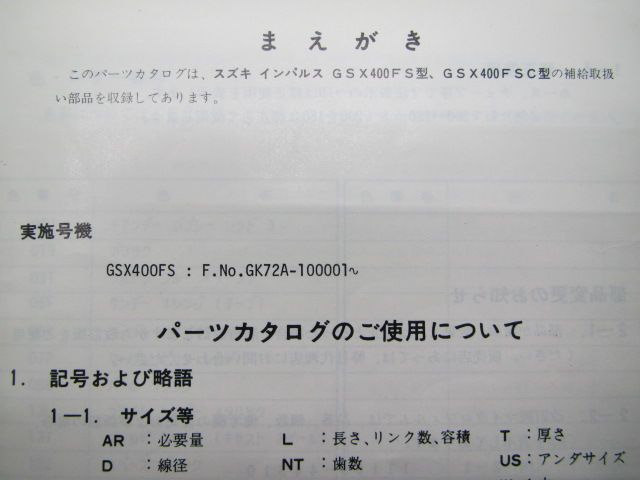 まえがき
このパーツカタログは、スズキ インパルス GSX400FS型、GSX400FSC型の補給取扱
い部品を収録してあります。
実施号機
GSX400FS : F.No.GK72A-100001~
パーツカタログのご使用について
1. 記号および略語
1-1. サイズ等
AR :必要量 L :長さ、リンク数、容積 T :厚さ
D :線径 NT :歯数 US:アンダサイズ